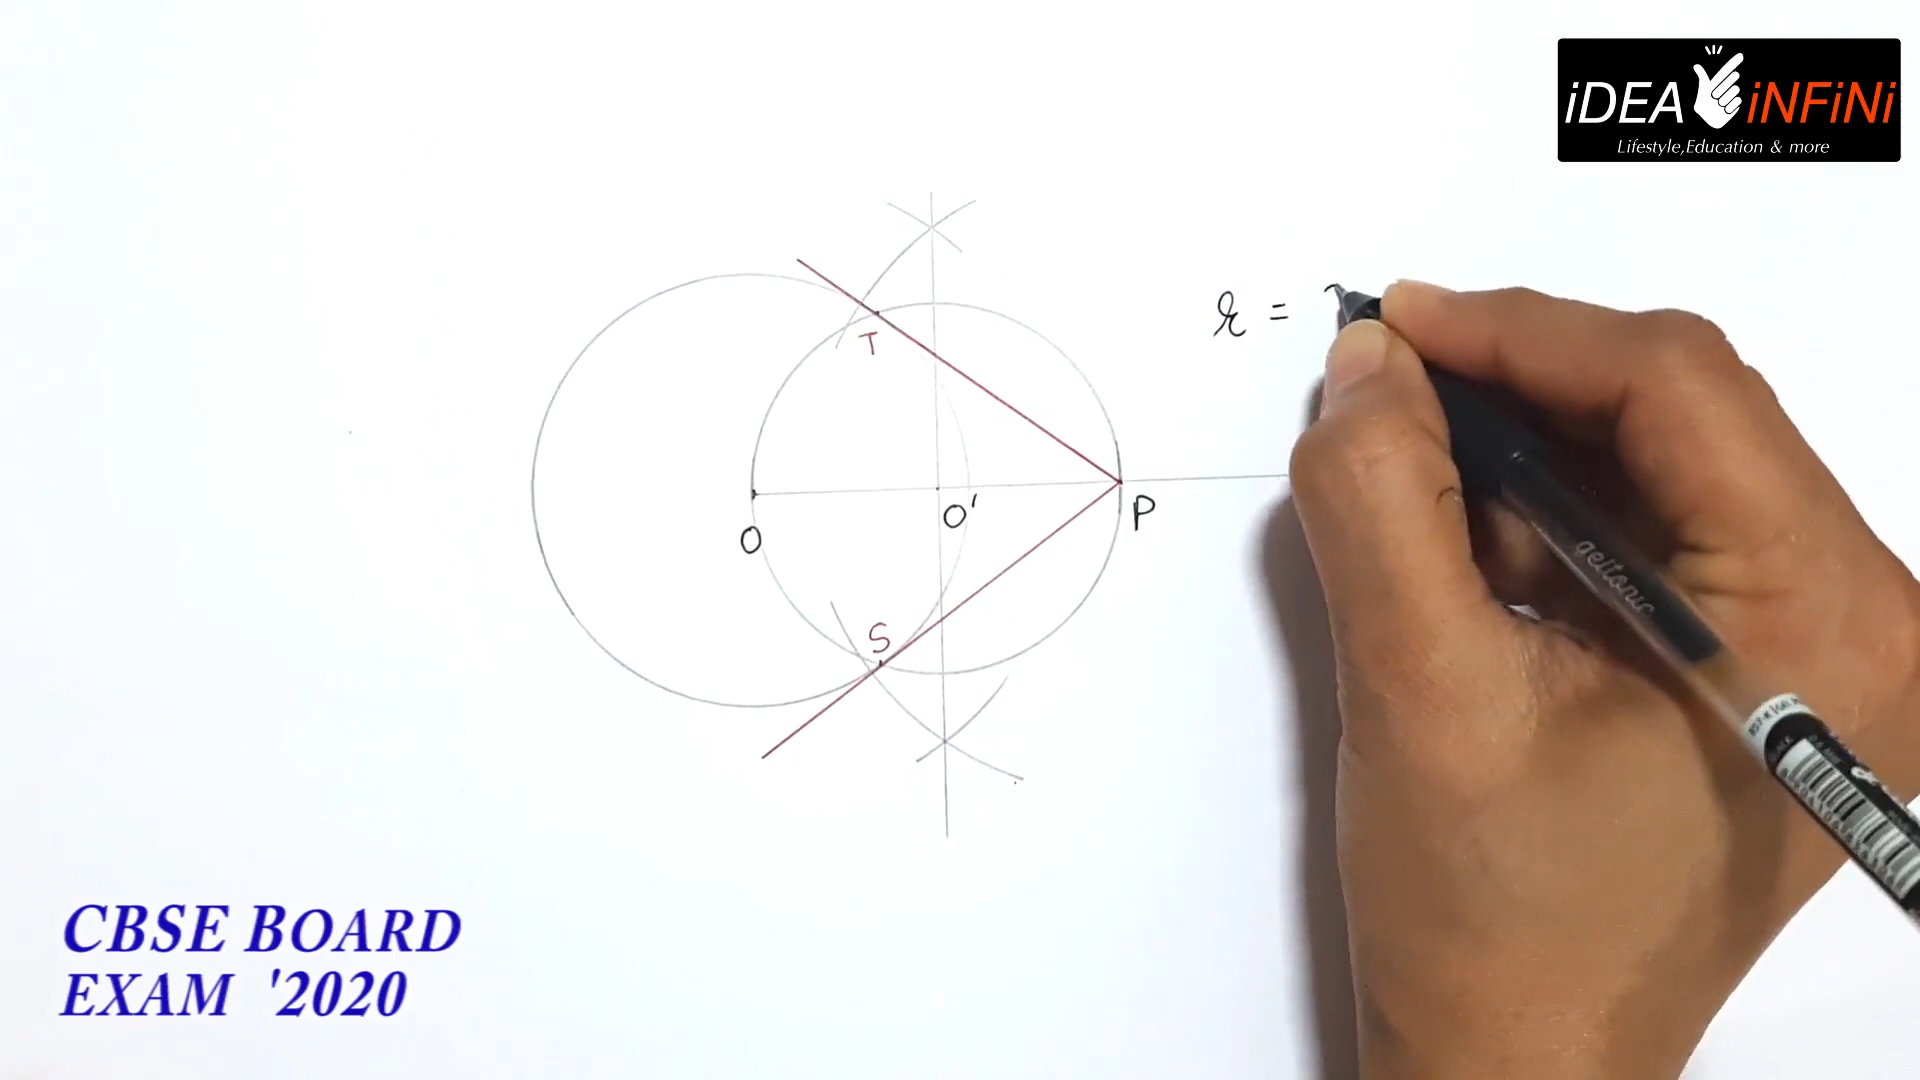 iDEA iNFiNi
Lifestyle,Education & more
r =
T
O'
P
O
S
geltonic
CBSE BOARD
EXAM '2020